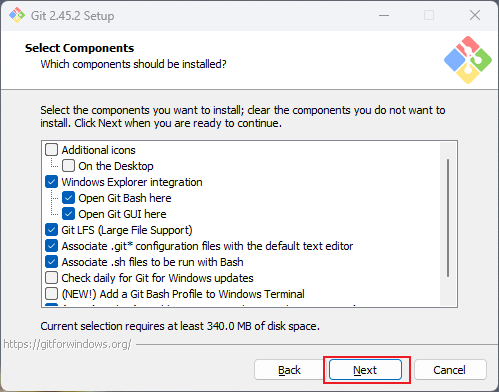 Git 2.45.2 Setup
Select Components
Which components should be installed?
Select the components you want to install; clear the components you do not want to
install. Click Next when you are ready to continue.
Additional icons
On the Desktop
Windows Explorer integration
Open Git Bash here
Open Git GUI here
Git LFS (Large File Support)
Associate .git* configuration files with the default text editor
Associate .sh files to be run with Bash
Check daily for Git for Windows updates
(NEW!) Add a Git Bash Profile to Windows Terminal
Current selection requires at least 340.0 MB of disk space.
https://gitforwindows.org/
Back
Next
Cancel